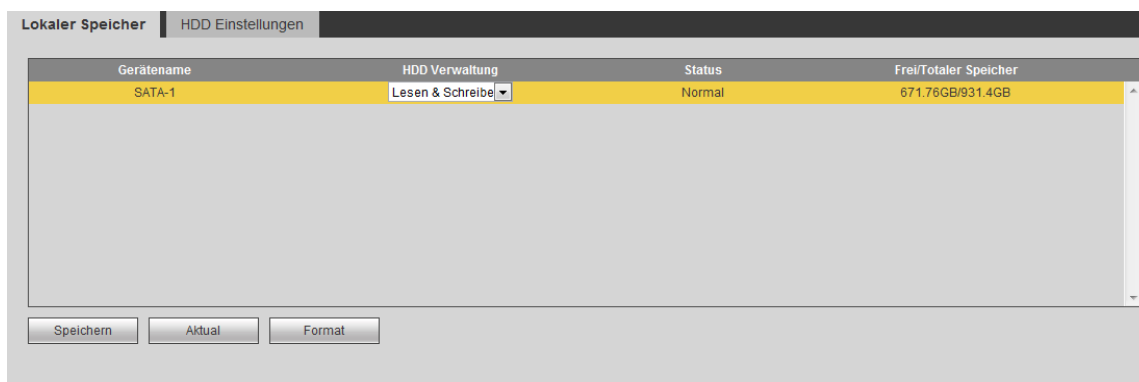 Lokaler Speicher HDD Einstellungen
Gerätename HDD Verwaltung Status Frei/Totaler Speicher
SATA-1 Lesen & Schreibe Normal 671.76GB/931.4GB
Speichern Aktual Format